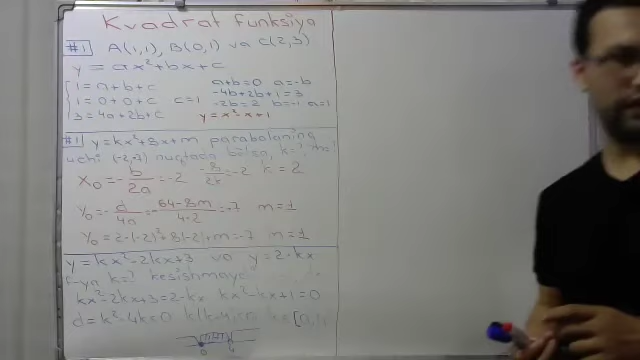 Kvadrat funksiya
#1 A(1,1), B(0,1) va C(2,3)
y = ax²+bx+c
1 = a+b+c a+b=0 a=-b
1 = 0+0+c c=1 -4b+2b+1=3
3 = 4a+2b+c -2b=2 b=-1 a=1
y=x²-x+1
#1 y=kx²+8x+m parabolaning
uchi (-2,-7) nuqtada bo'lsa, k=? m=?
x₀=-b/2a=-2 -8/2k=-2 k=2
y₀=-d/4a=-64-8m/4·2=-7 m=1
y₀=2·(-2)²+8(-2)+m=-7 m=1
y=kx²-2kx+3 va y=2-kx
k=? kesishmaydi
kx²-2kx+3=2-kx kx²-kx+1=0
d=k²-4k<0
0 4